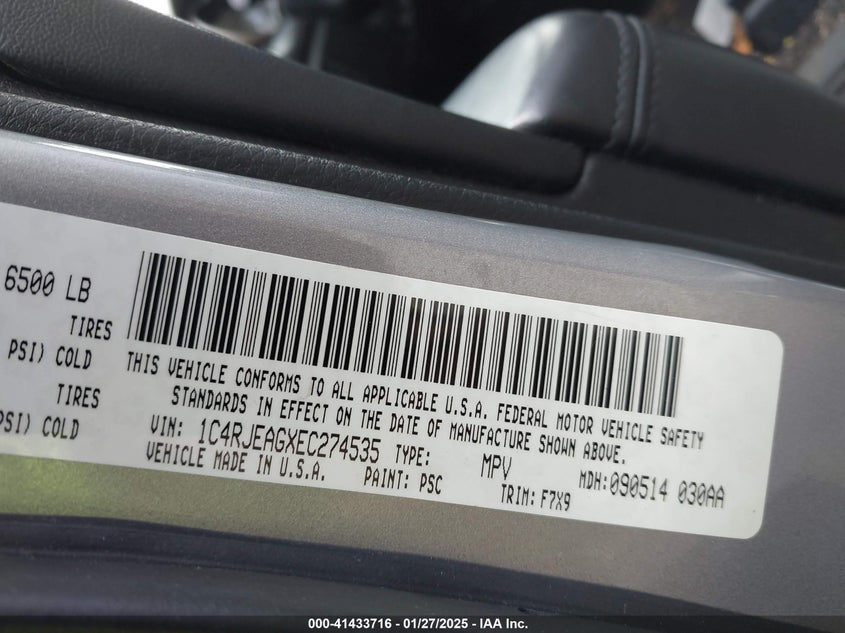 6500 LB
TIRES
PSI) COLD
TIRES
PSI) COLD
THIS VEHICLE CONFORMS TO ALL APPLICABLE U.S.A. FEDERAL MOTOR VEHICLE SAFETY
STANDARDS IN EFFECT ON THE DATE OF MANUFACTURE SHOWN ABOVE.
VIN: 1C4RJEAGXEC274535 TYPE: MPV MDH:090514 030AA
VEHICLE MADE IN U.S.A. PAINT: PSC TRIM: F7X9
000-41433716 — 01/27/2025 — IAA Inc.